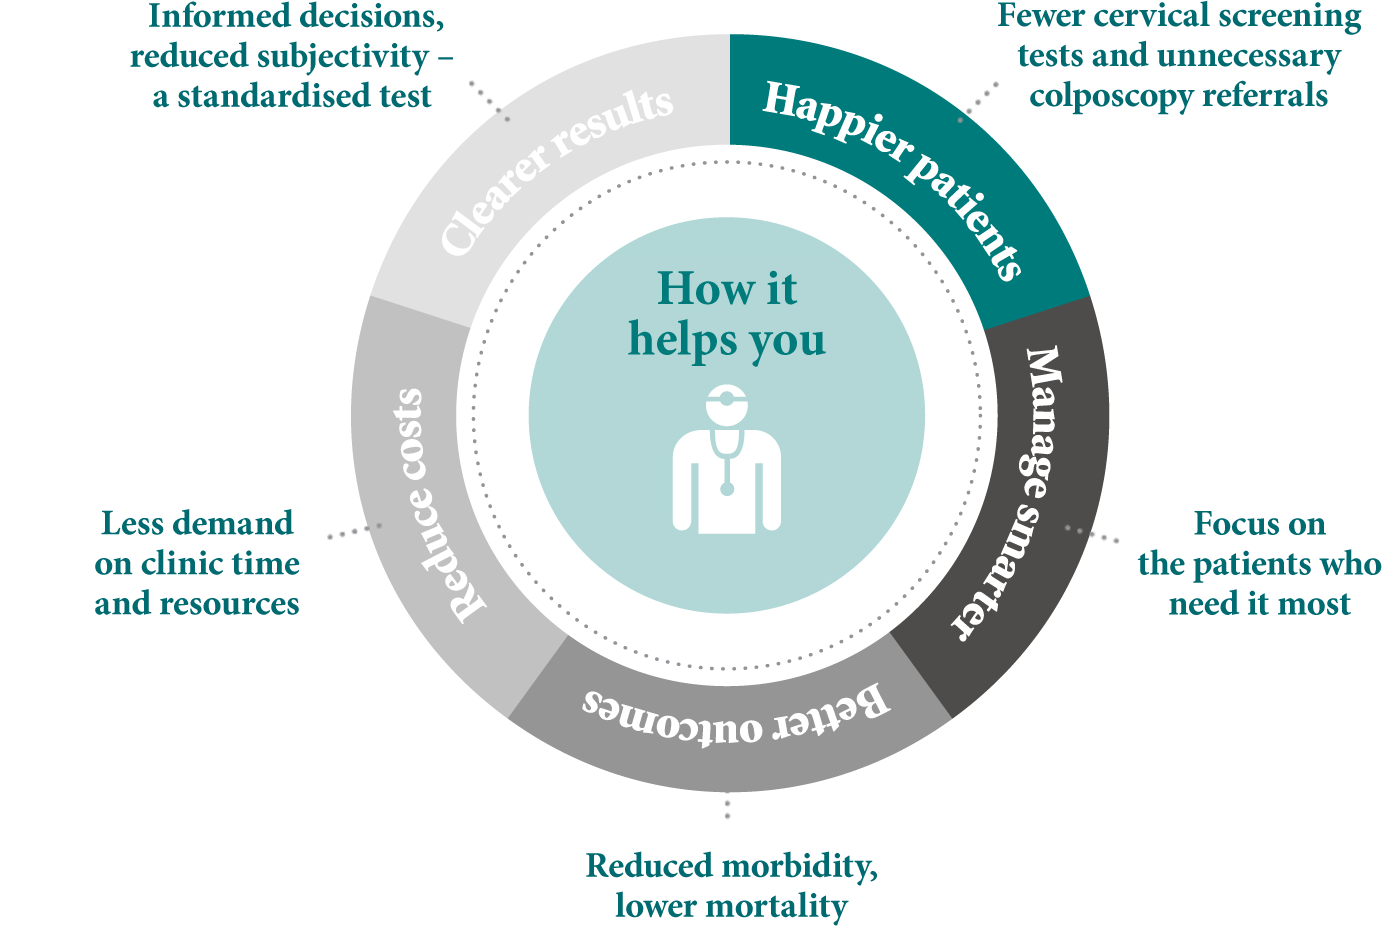 Informed decisions,
reduced subjectivity –
a standardised test
Fewer cervical screening
tests and unnecessary
colposcopy referrals
Clearer results
Happier patients
How it
helps you
Reduce costs
Manage smarter
Less demand
on clinic time
and resources
Focus on
the patients who
need it most
Better outcomes
Reduced morbidity,
lower mortality